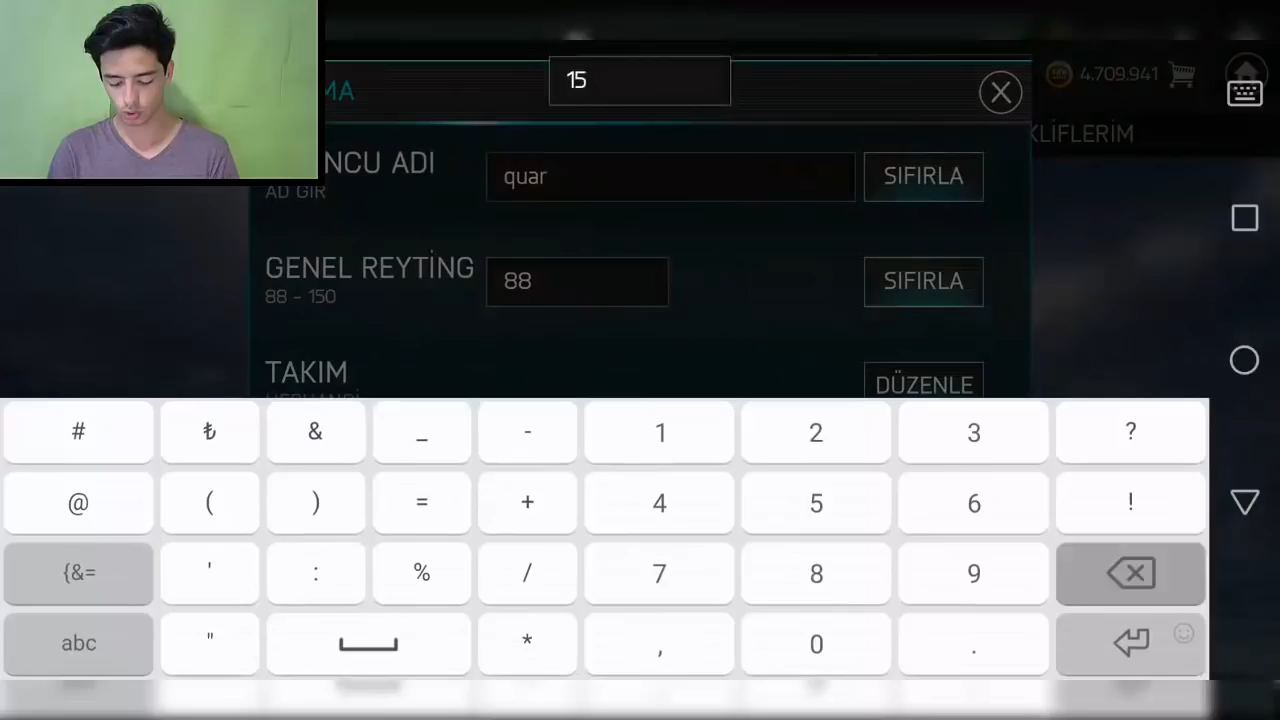 15
MA
4.709.941
KLİFLERİM
NCU ADI
AD GİR
quar
SIFIRLA
GENEL REYTİNG
88 - 150
88
SIFIRLA
TAKIM
DÜZENLE
# ₺ & _ - 1 2 3 ?
@ ( ) = + 4 5 6 !
{&= ' : % / 7 8 9
abc " * , 0 .